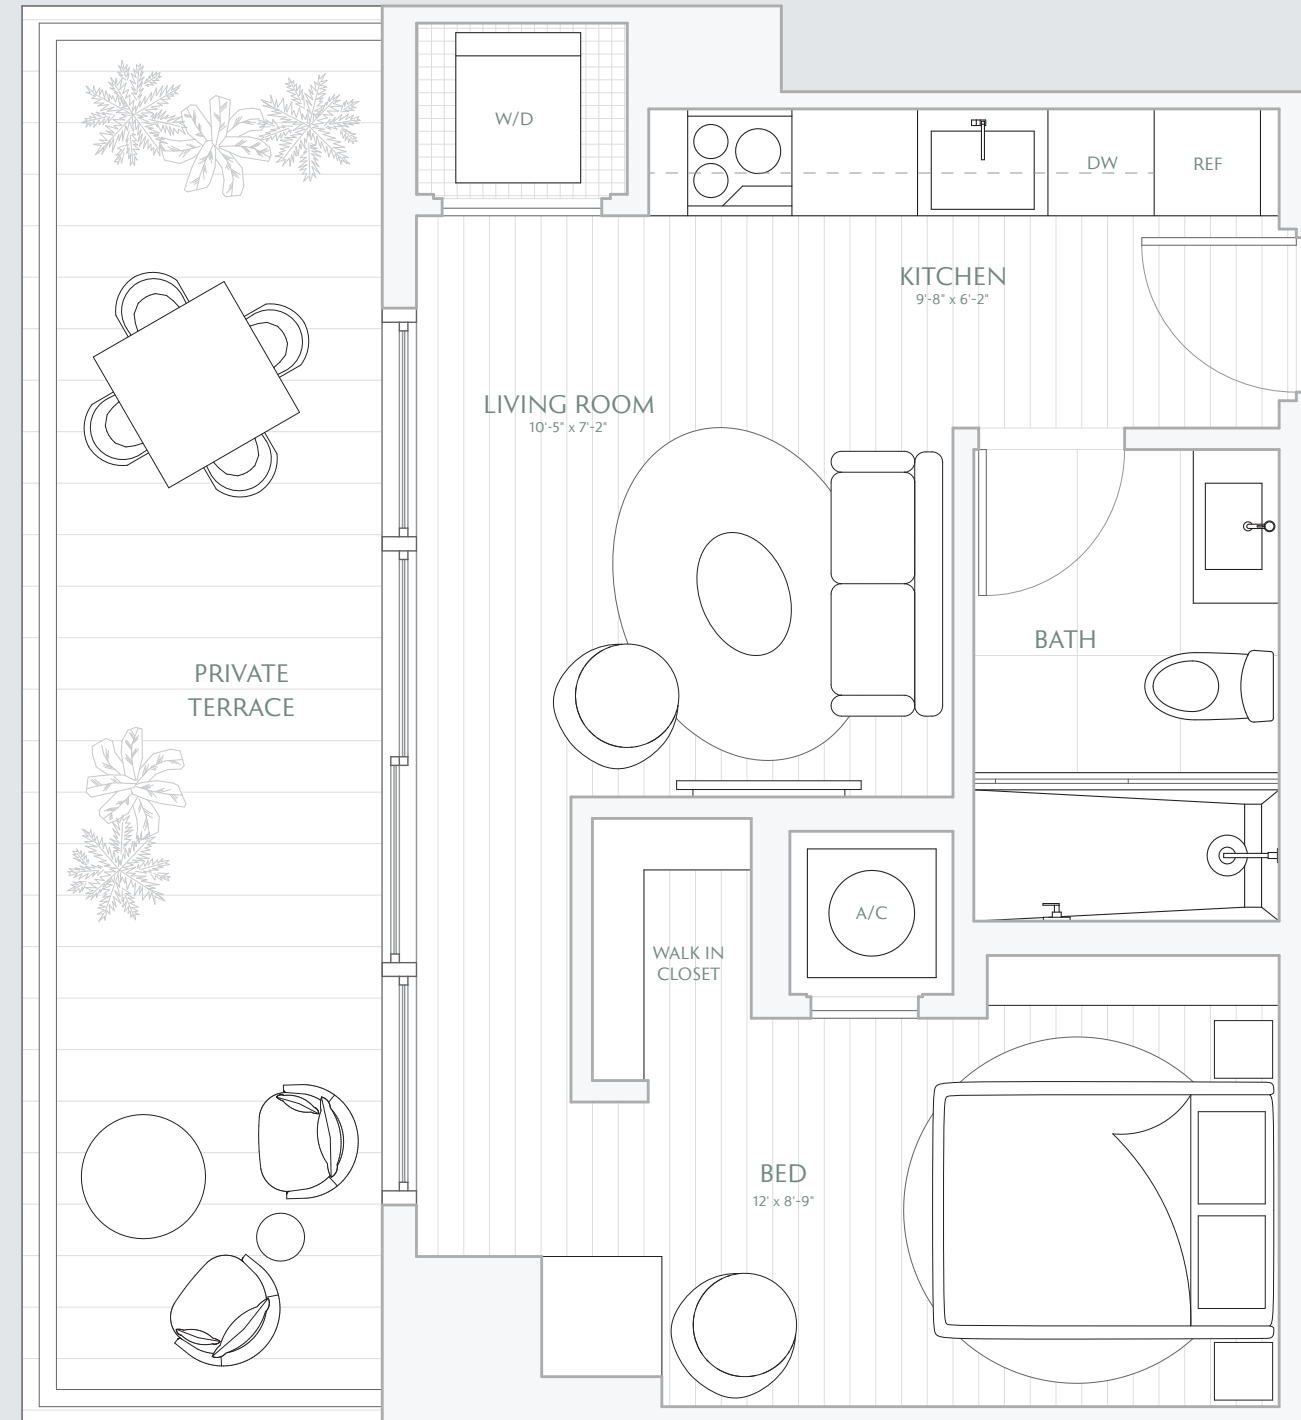 W/D
DW
REF
KITCHEN
9'-8" x 6'-2"
LIVING ROOM
10'-5" x 7'-2"
BATH
PRIVATE
TERRACE
A/C
WALK IN
CLOSET
BED
12' x 8'-9"